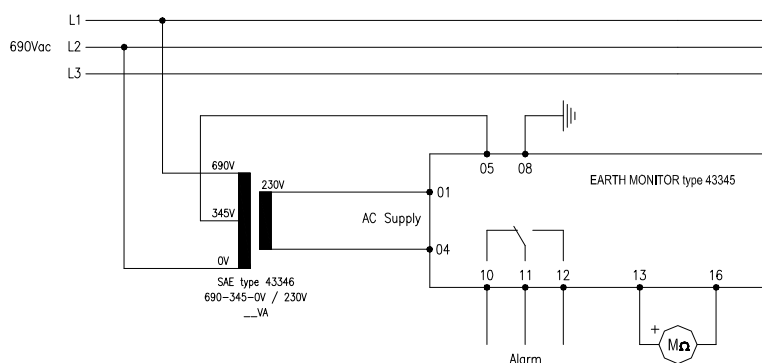 L1
690Vac L2
L3
690V
230V
345V
0V
SAE type 43346
690-345-0V / 230V
__VA
05 08
EARTH MONITOR type 43345
01
AC Supply
04
10 11 12 13 16
+
MΩ
Alarm